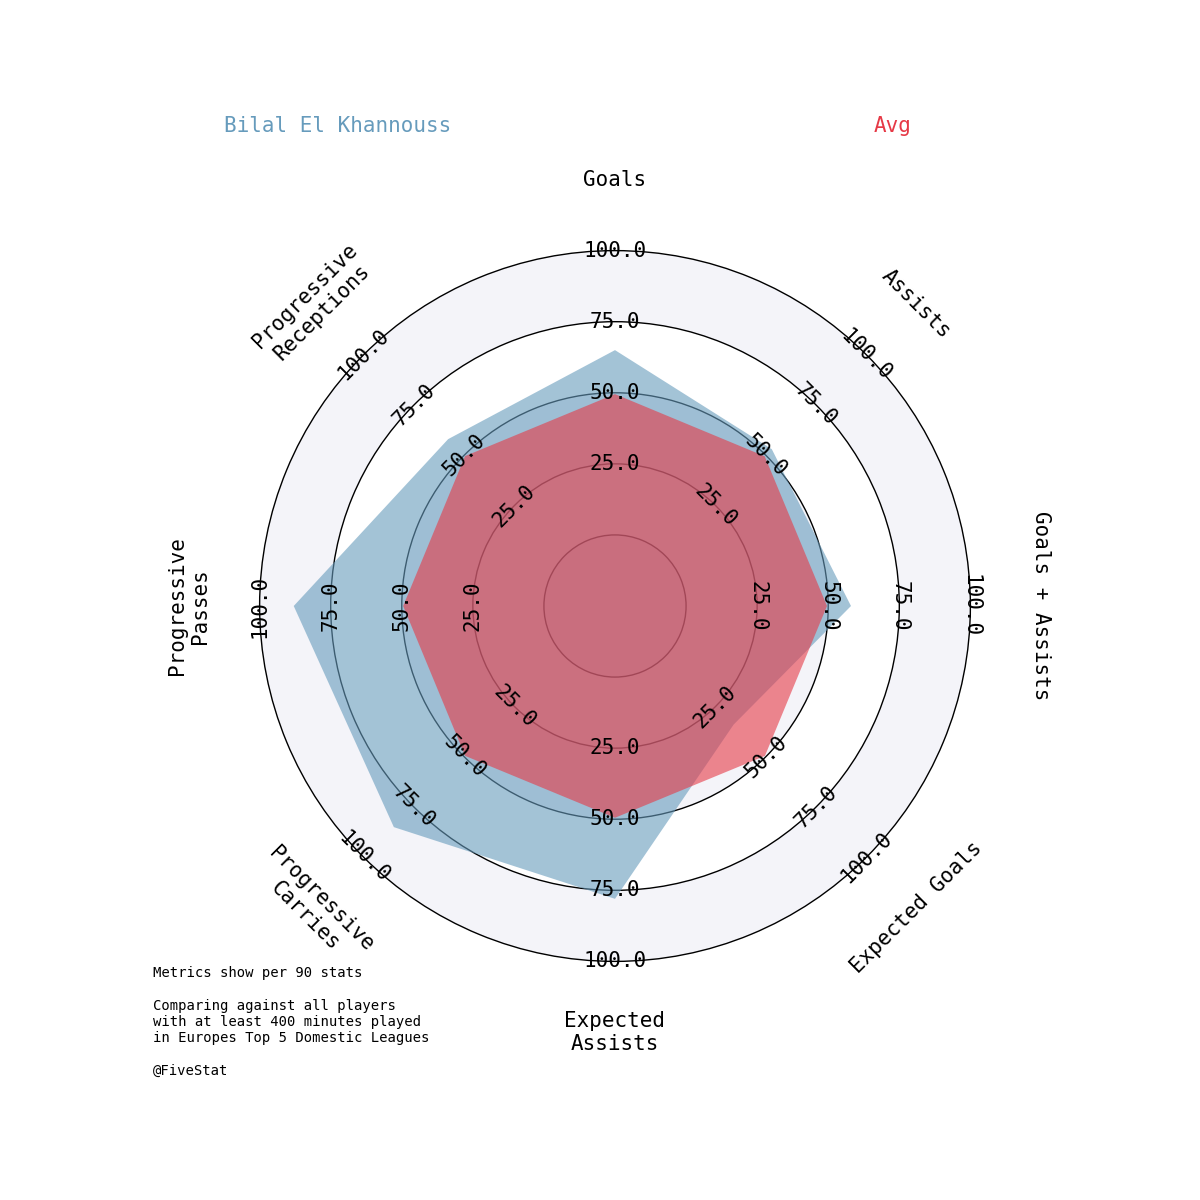 Bilal El Khannouss
Avg
Goals
Assists
Goals + Assists
Expected Goals
Expected
Assists
Progressive
Carries
Progressive
Passes
Progressive
Receptions
25.0
50.0
75.0
100.0
25.0
50.0
75.0
100.0
25.0
50.0
75.0
100.0
25.0
50.0
75.0
100.0
25.0
50.0
75.0
100.0
25.0
50.0
75.0
100.0
25.0
50.0
75.0
100.0
25.0
50.0
75.0
100.0
Metrics show per 90 stats
Comparing against all players
with at least 400 minutes played
in Europes Top 5 Domestic Leagues
@FiveStat